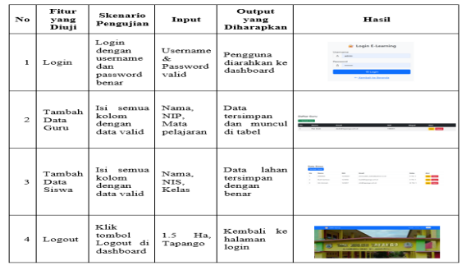 No
Fitur
yang
Diuji
Skenario
Pengujian
Input
Output
yang
Diharapkan
Hasil
1
Login
Login
dengan
username
dan
password
benar
Username
&
Password
valid
Pengguna
diarahkan ke
dashboard
Login E-Learning
2
Tambah
Data
Guru
Isi semua
kolom
dengan
data valid
Nama,
NIP,
Mata
pelajaran
Data
tersimpan
dan muncul
di tabel
3
Tambah
Data
Siswa
Isi semua
kolom
dengan
data valid
Nama,
NIS,
Kelas
Data lahan
tersimpan
dengan
benar
4
Logout
Klik
tombol
Logout di
dashboard
1.5 Ha,
Tapango
Kembali ke
halaman
login